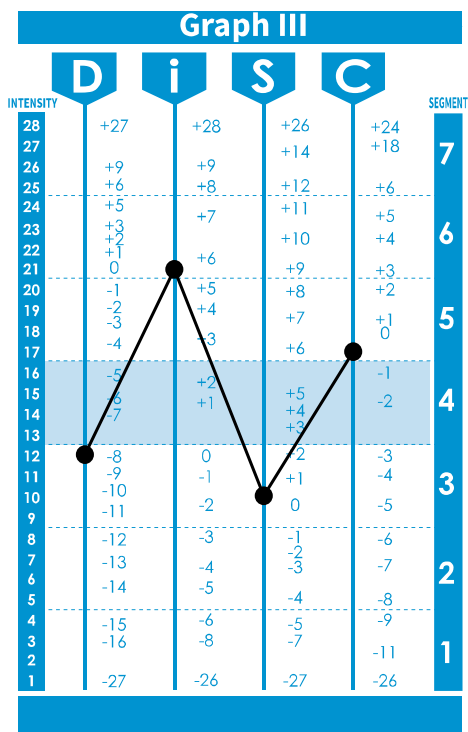 Graph III
D i S C
INTENSITY SEGMENT
28 +27 +28 +26 +24
27 +14 +18 7
26 +9 +9
25 +6 +8 +12 +6
24 +5 +7 +11 +5
23 +3 +10 +4 6
+2
22 +1 +6
21 0 +9 +3
20 -1 +5 +8 +2
19 -2 +4 +7 +1 5
18 -3 +3 0
17 -4 +6
16 -5 +2 -1
15 -6 +1 +5 -2 4
14 -7 +4
13 +3
12 -8 0 +2 -3
11 -9 -1 +1 -4 3
10 -10 -2 0 -5
9 -11
8 -12 -3 -1 -6
7 -13 -4 -2 -7 2
-3
6 -14 -5
5 -4 -8
4 -15 -6 -5 -9
3 -16 -8 -7 1
2 -11
1 -27 -26 -27 -26